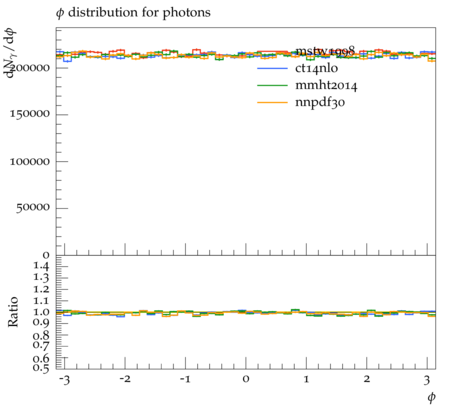 ϕ distribution for photons
dNγ/dϕ
mstw2008
ct14nlo
mmht2014
nnpdf30
200000
150000
100000
50000
0
Ratio
1.4
1.3
1.2
1.1
1.0
0.9
0.8
0.7
0.6
0.5
-3 -2 -1 0 1 2 3
ϕ